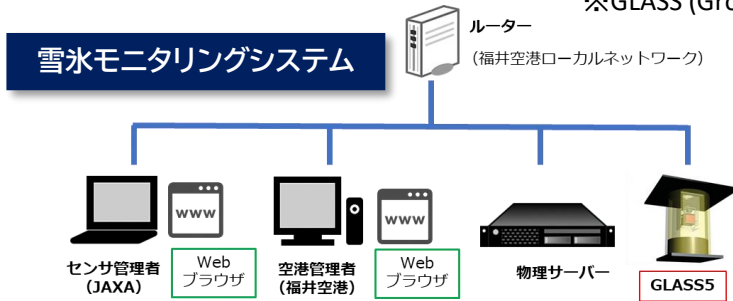 ※GLASS (Gro
ルーター
(福井空港ローカルネットワーク)
雪氷モニタリングシステム
www
www
センサ管理者
(JAXA)
Web
ブラウザ
空港管理者
(福井空港)
Web
ブラウザ
物理サーバー
GLASS5